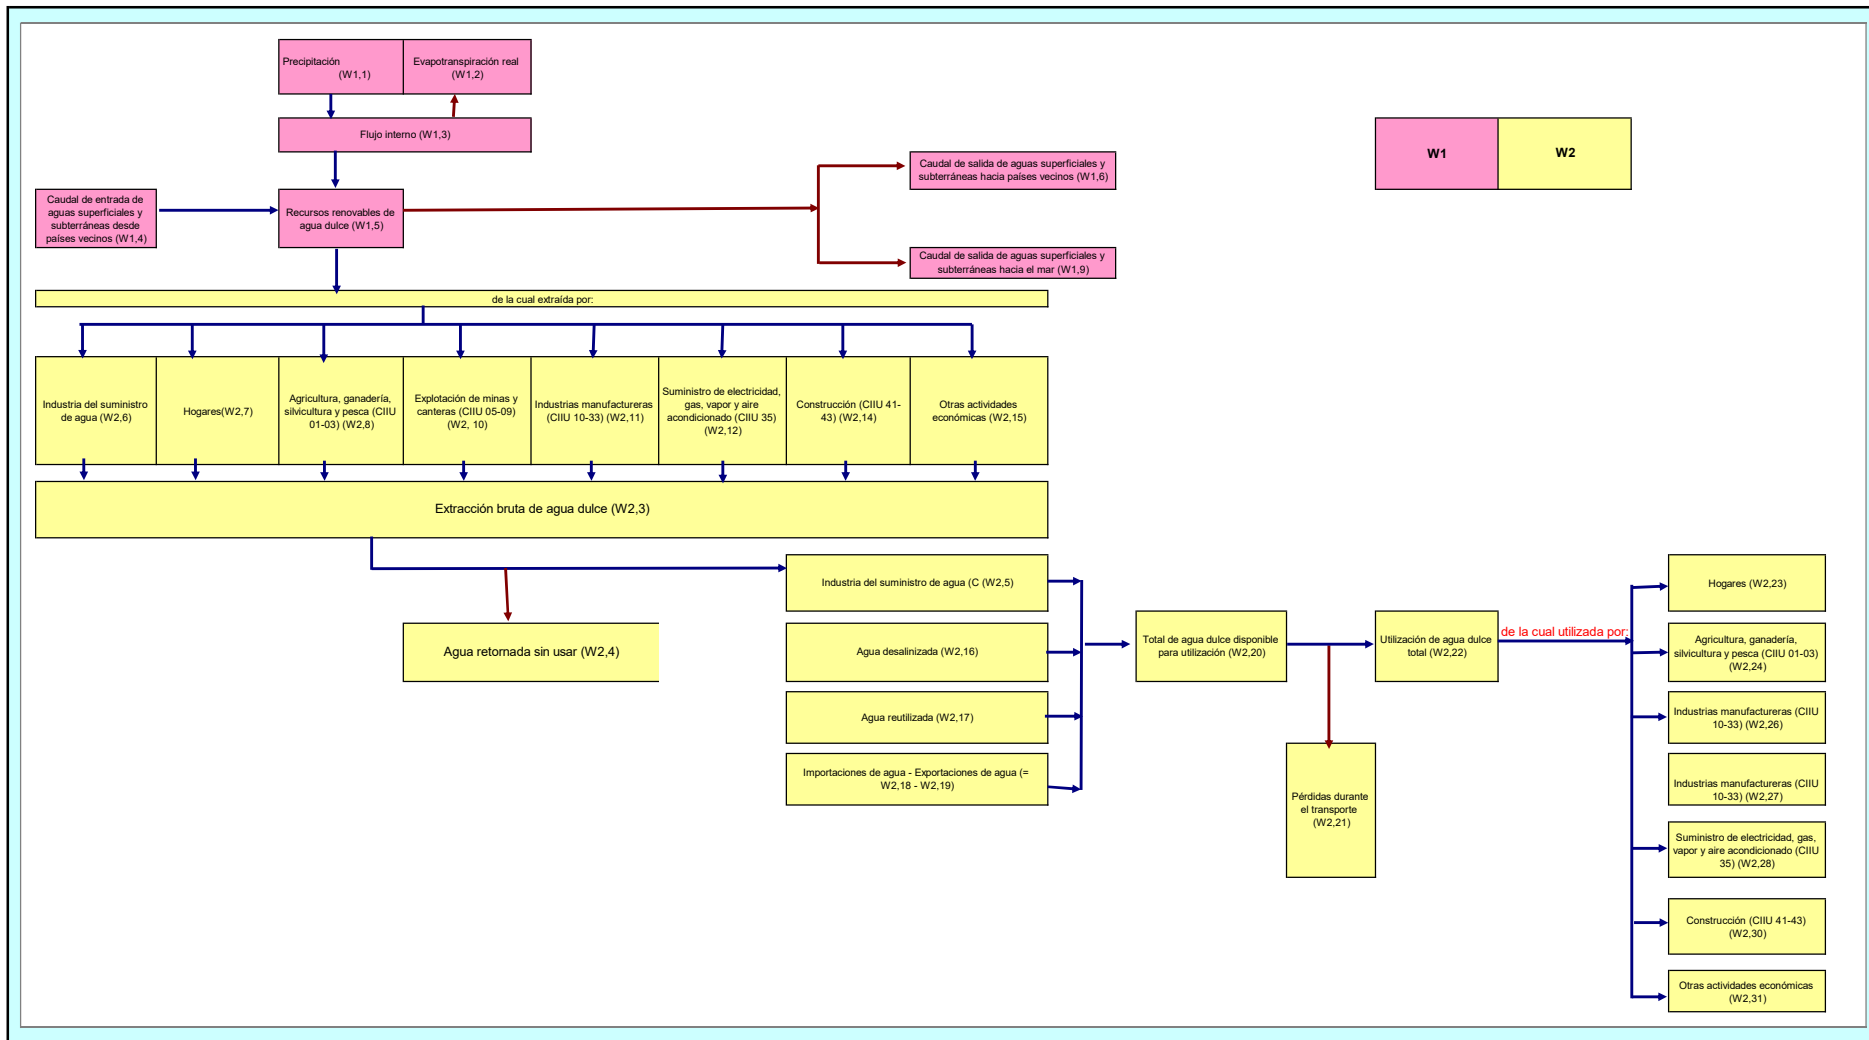 Precipitación
(W1,1)
Evapotranspiración real
(W1,2)
Flujo interno (W1,3)
W1
W2
Caudal de salida de aguas superficiales y
subterráneas hacia países vecinos (W1,6)
Caudal de entrada de
aguas superficiales y
subterráneas desde
países vecinos (W1,4)
Recursos renovables de
agua dulce (W1,5)
Caudal de salida de aguas superficiales y
subterráneas hacia el mar (W1,9)
de la cual extraída por:
Industria del suministro
de agua (W2,6)
Hogares(W2,7)
Agricultura, ganadería,
silvicultura y pesca (CIIU
01-03) (W2,8)
Explotación de minas y
canteras (CIIU 05-09)
(W2, 10)
Industrias manufactureras
(CIIU 10-33) (W2,11)
Suministro de electricidad,
gas, vapor y aire
acondicionado (CIIU 35)
(W2,12)
Construcción (CIIU 41-
43) (W2,14)
Otras actividades
económicas (W2,15)
Extracción bruta de agua dulce (W2,3)
Industria del suministro de agua (C (W2,5)
Agua retornada sin usar (W2,4)
Agua desalinizada (W2,16)
Agua reutilizada (W2,17)
Importaciones de agua - Exportaciones de agua (=
W2,18 - W2,19)
Total de agua dulce disponible
para utilización (W2,20)
Pérdidas durante
el transporte
(W2,21)
Utilización de agua dulce
total (W2,22)
de la cual utilizada por:
Hogares (W2,23)
Agricultura, ganadería,
silvicultura y pesca (CIIU 01-03)
(W2,24)
Industrias manufactureras (CIIU
10-33) (W2,26)
Industrias manufactureras (CIIU
10-33) (W2,27)
Suministro de electricidad, gas,
vapor y aire acondicionado (CIIU
35) (W2,28)
Construcción (CIIU 41-43)
(W2,30)
Otras actividades económicas
(W2,31)